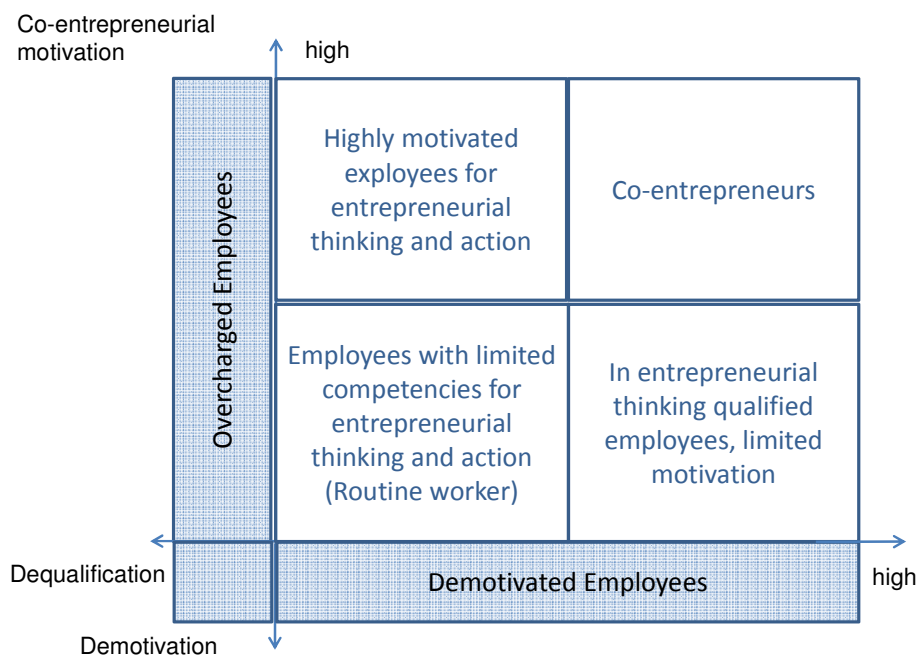 Co-entrepreneurial
motivation
high
Highly motivated
exployees for
entrepreneurial
thinking and action
Co-entrepreneurs
Overcharged Employees
Employees with limited
competencies for
entrepreneurial
thinking and action
(Routine worker)
In entrepreneurial
thinking qualified
employees, limited
motivation
Dequalification
Demotivated Employees
high
Demotivation